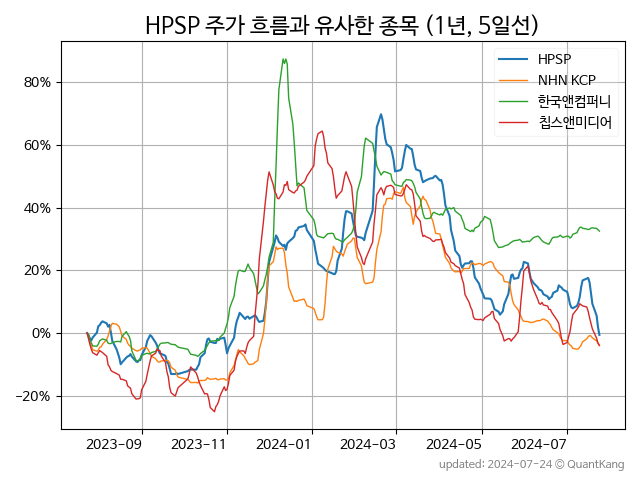 HPSP 주가 흐름과 유사한 종목 (1년, 5일선)
HPSP
NHN KCP
한국앤컴퍼니
칩스앤미디어
80%
60%
40%
20%
0%
−20%
2023-09
2023-11
2024-01
2024-03
2024-05
2024-07
updated: 2024-07-24 @ QuantKang